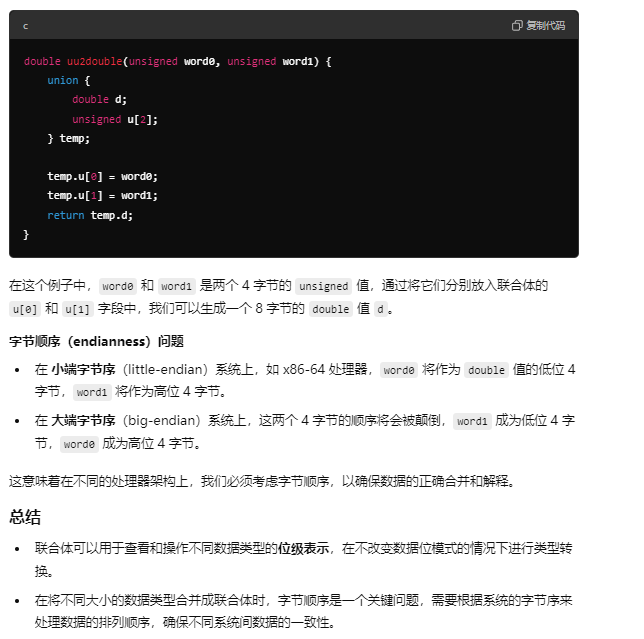 c 复制代码
double uu2double(unsigned word0, unsigned word1) {
    union {
        double d;
        unsigned u[2];
    } temp;

    temp.u[0] = word0;
    temp.u[1] = word1;
    return temp.d;
}
在这个例子中，word0 和 word1 是两个 4 字节的 unsigned 值，通过将它们分别放入联合体的
u[0] 和 u[1] 字段中，我们可以生成一个 8 字节的 double 值 d。
字节顺序（endianness）问题
• 在 小端字节序（little-endian）系统上，如 x86-64 处理器，word0 将作为 double 值的低位 4
字节，word1 将作为高位 4 字节。
• 在 大端字节序（big-endian）系统上，这两个 4 字节的顺序将会被颠倒，word1 成为低位 4 字
节，word0 成为高位 4 字节。
这意味着在不同的处理器架构上，我们必须考虑字节顺序，以确保数据的正确合并和解释。
总结
• 联合体可以用于查看和操作不同数据类型的位级表示，在不改变数据位模式的情况下进行类型转
换。
• 在将不同大小的数据类型合并成联合体时，字节顺序是一个关键问题，需要根据系统的字节序来
处理数据的排列顺序，确保不同系统间数据的一致性。